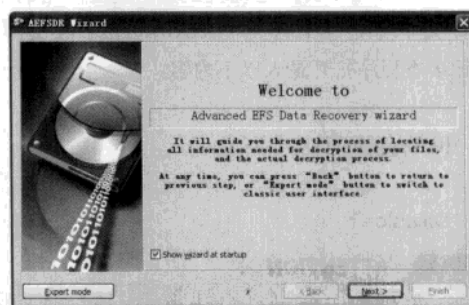 AEFSDR Wizard
Welcome to
Advanced EFS Data Recovery wizard
It will guide you through the process of locating
all information needed for decryption of your files,
and the actual decryption process.
At any time, you can press "Back" button to return to
previous step, or "Expert mode" button to switch to
classic user interface.
Show wizard at startup
Expert mode
< Back
Next >
Finish